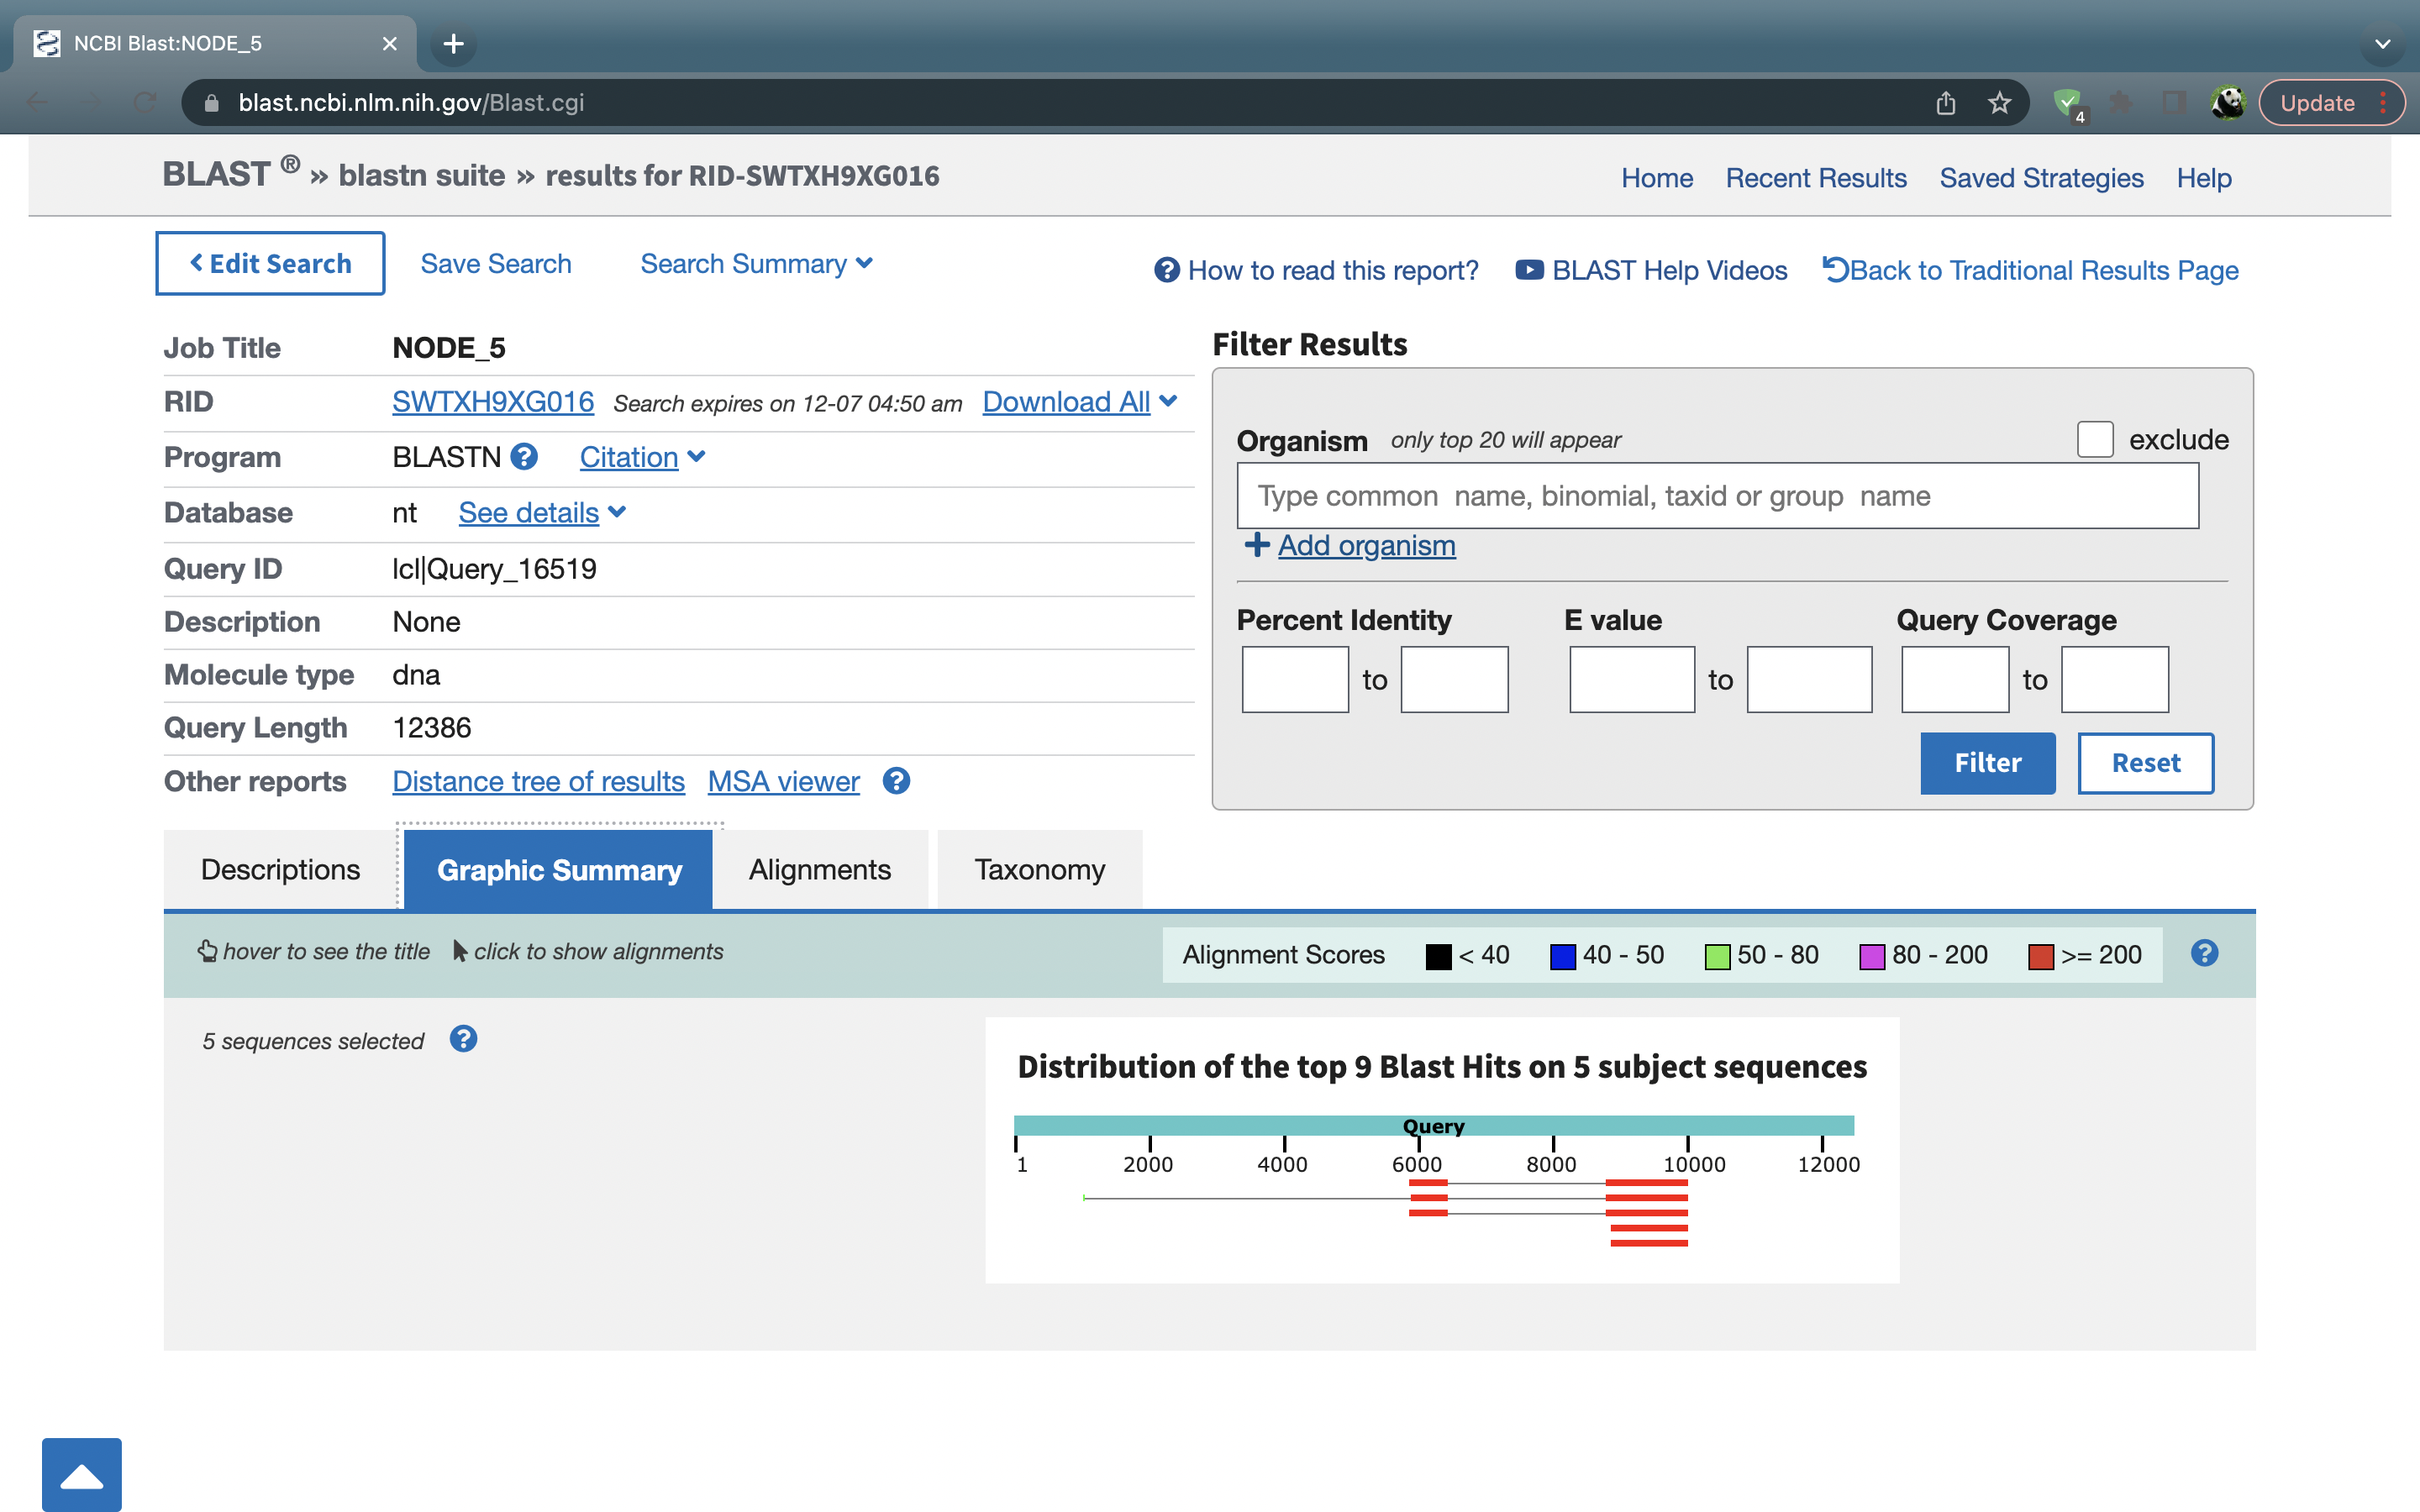 NCBI Blast:NODE_5
blast.ncbi.nlm.nih.gov/Blast.cgi
4
Update
BLAST ® » blastn suite » results for RID-SWTXH9XG016
Home Recent Results Saved Strategies Help
Edit Search Save Search Search Summary
How to read this report? BLAST Help Videos Back to Traditional Results Page
Job Title NODE_5
RID SWTXH9XG016 Search expires on 12-07 04:50 am Download All
Program BLASTN ? Citation
Database nt See details
Query ID lcl|Query_16519
Description None
Molecule type dna
Query Length 12386
Other reports Distance tree of results MSA viewer ?
Filter Results
Organism only top 20 will appear exclude
Type common name, binomial, taxid or group name
+ Add organism
Percent Identity E value Query Coverage
to to to
Filter Reset
Descriptions Graphic Summary Alignments Taxonomy
hover to see the title click to show alignments
Alignment Scores < 40 40 - 50 50 - 80 80 - 200 >= 200 ?
5 sequences selected ?
Distribution of the top 9 Blast Hits on 5 subject sequences
Query
1 2000 4000 6000 8000 10000 12000